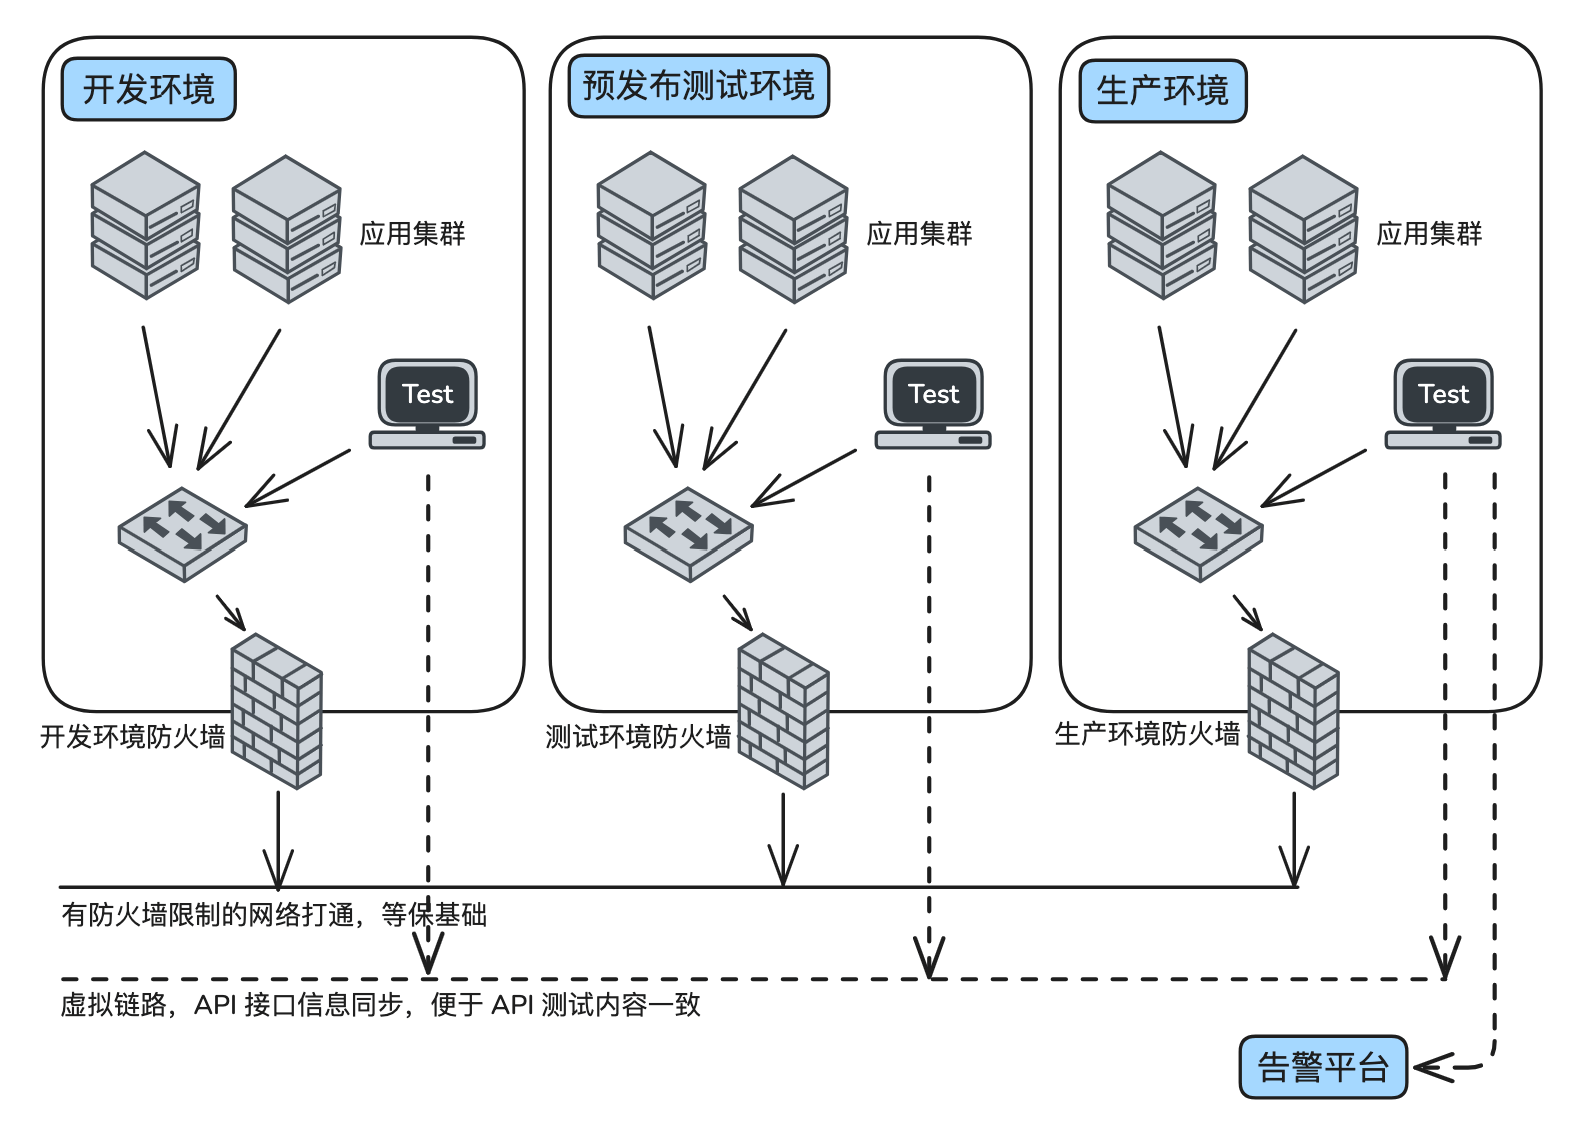 开发环境
预发布测试环境
生产环境
应用集群
应用集群
应用集群
Test
Test
Test
开发环境防火墙
测试环境防火墙
生产环境防火墙
有防火墙限制的网络打通，等保基础
虚拟链路，API 接口信息同步，便于 API 测试内容一致
告警平台